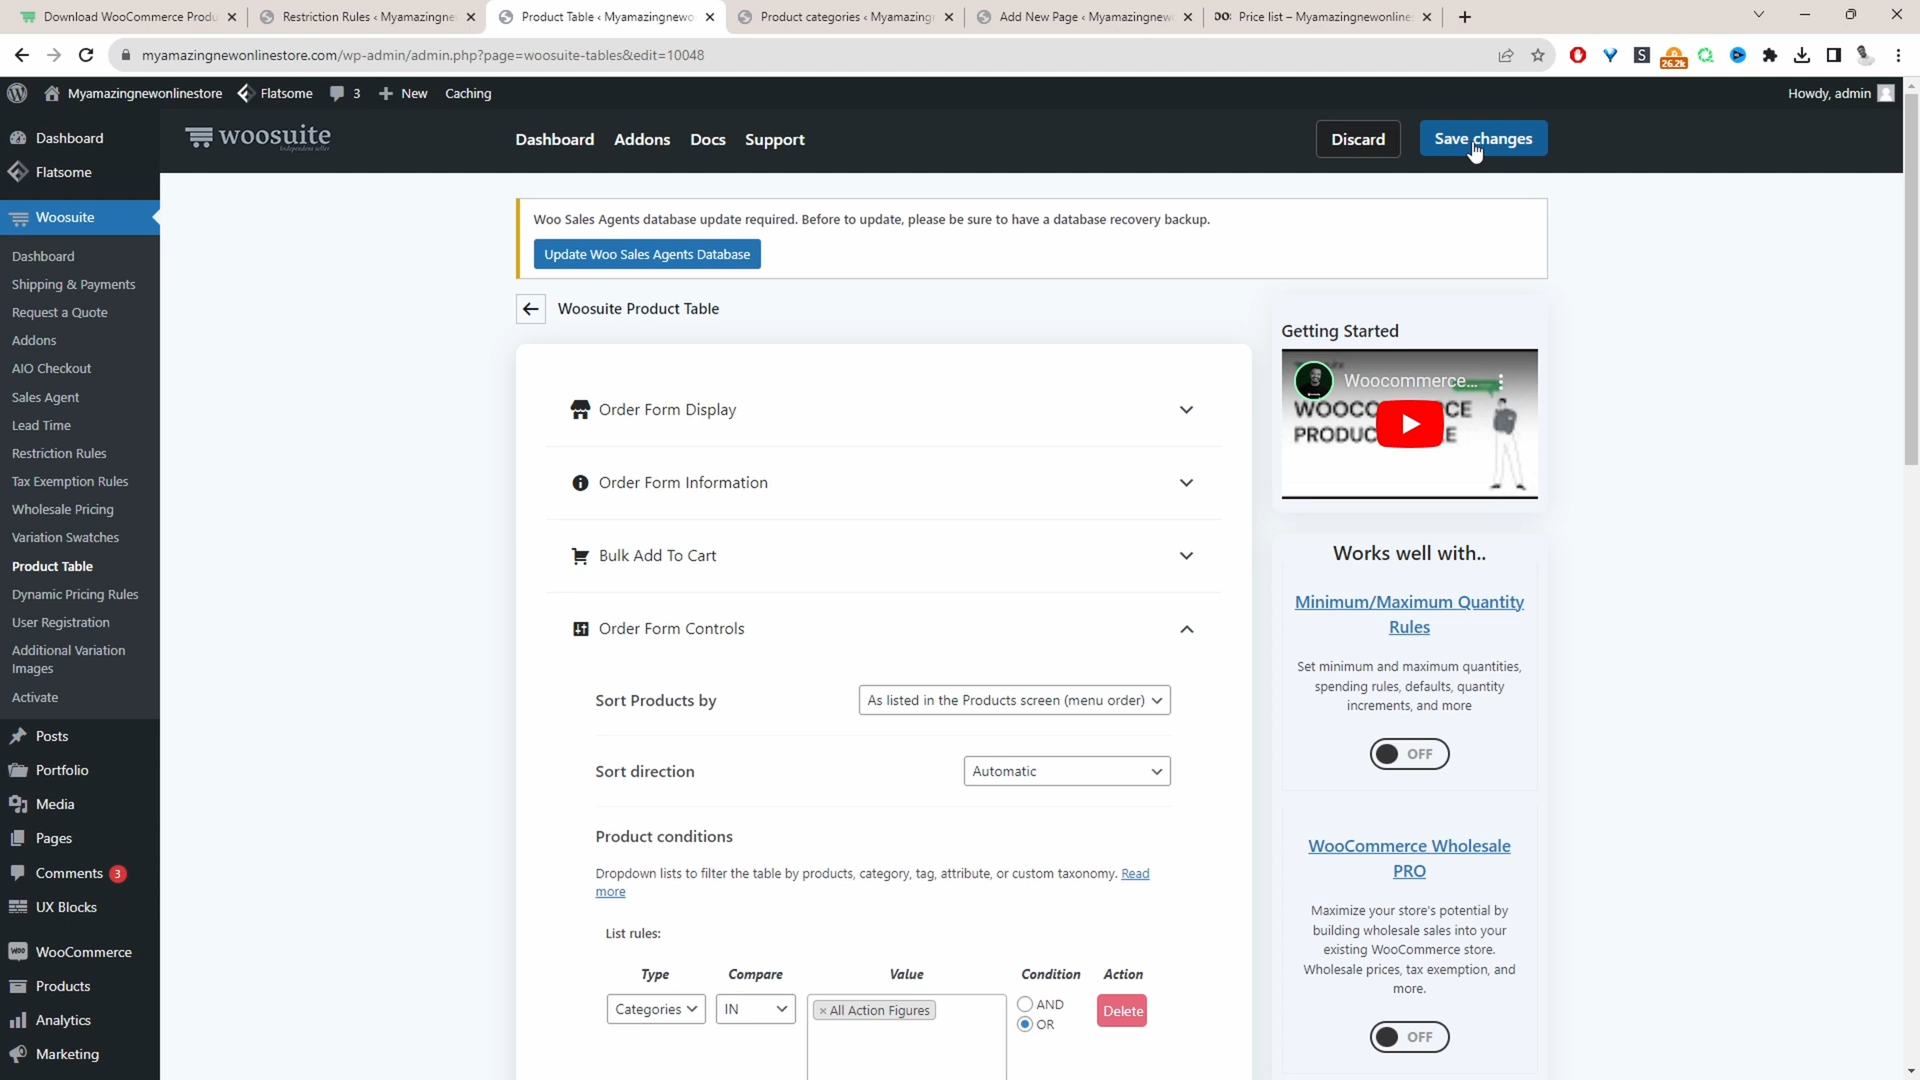 Download WooCommerce Produ
Restriction Rules ‹ Myamazingne
Product Table ‹ Myamazingnewo
Product categories ‹ Myamazing
Add New Page ‹ Myamazingnew
Price list – Myamazingnewonline
myamazingnewonlinestore.com/wp-admin/admin.php?page=woosuite-tables&edit=10048
S
26.2k
Myamazingnewonlinestore
Flatsome
3
New
Caching
Howdy, admin
Dashboard
Flatsome
Woosuite
Dashboard
Shipping & Payments
Request a Quote
Addons
AIO Checkout
Sales Agent
Lead Time
Restriction Rules
Tax Exemption Rules
Wholesale Pricing
Variation Swatches
Product Table
Dynamic Pricing Rules
User Registration
Additional Variation
Images
Activate
Posts
Portfolio
Media
Pages
Comments 3
UX Blocks
WooCommerce
Products
Analytics
Marketing
woosuite
Independent seller
Dashboard
Addons
Docs
Support
Discard
Save changes
Woo Sales Agents database update required. Before to update, please be sure to have a database recovery backup.
Update Woo Sales Agents Database
Woosuite Product Table
Order Form Display
Order Form Information
Bulk Add To Cart
Order Form Controls
Sort Products by
As listed in the Products screen (menu order)
Sort direction
Automatic
Product conditions
Dropdown lists to filter the table by products, category, tag, attribute, or custom taxonomy. Read
more
List rules:
Type Compare Value Condition Action
Categories
IN
× All Action Figures
AND
OR
Delete
Getting Started
Woocommerce...
Works well with..
Minimum/Maximum Quantity
Rules
Set minimum and maximum quantities,
spending rules, defaults, quantity
increments, and more
OFF
WooCommerce Wholesale
PRO
Maximize your store's potential by
building wholesale sales into your
existing WooCommerce store.
Wholesale prices, tax exemption, and
more.
OFF